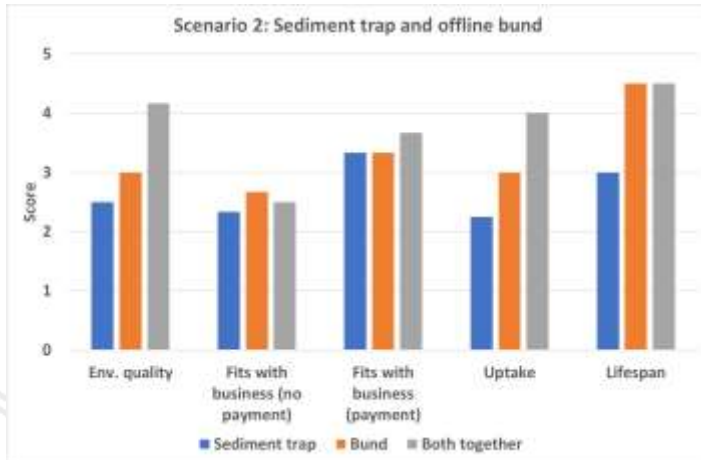 Scenario 2: Sediment trap and offline bund
5
4
3
2
1
0
Score
Env. quality
Fits with
business (no
payment)
Fits with
business
(payment)
Uptake
Lifespan
Sediment trap
Bund
Both together